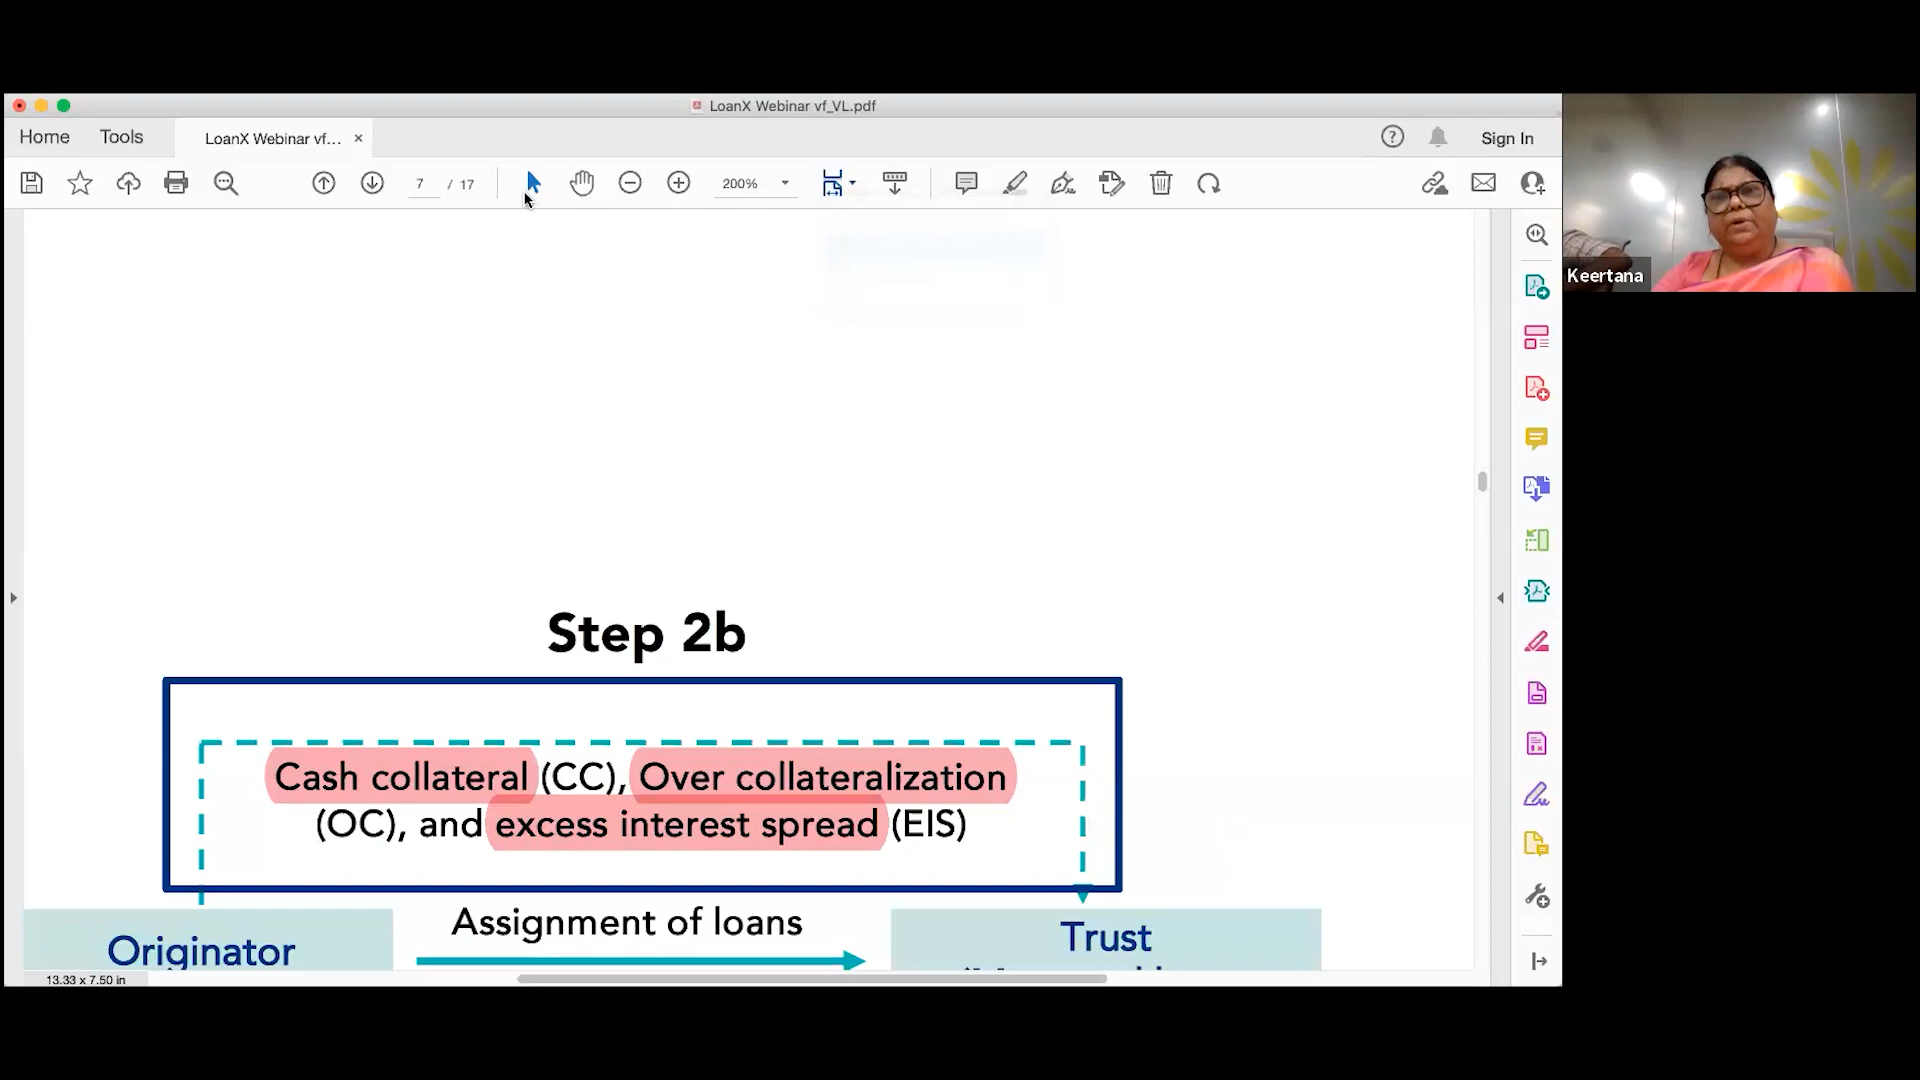 LoanX Webinar vf_VL.pdf
Home Tools LoanX Webinar vf... × Sign In
7 / 17 200%
Keertana
Step 2b
Cash collateral (CC), Over collateralization
(OC), and excess interest spread (EIS)
Assignment of loans
Originator
Trust
13.33 x 7.50 in